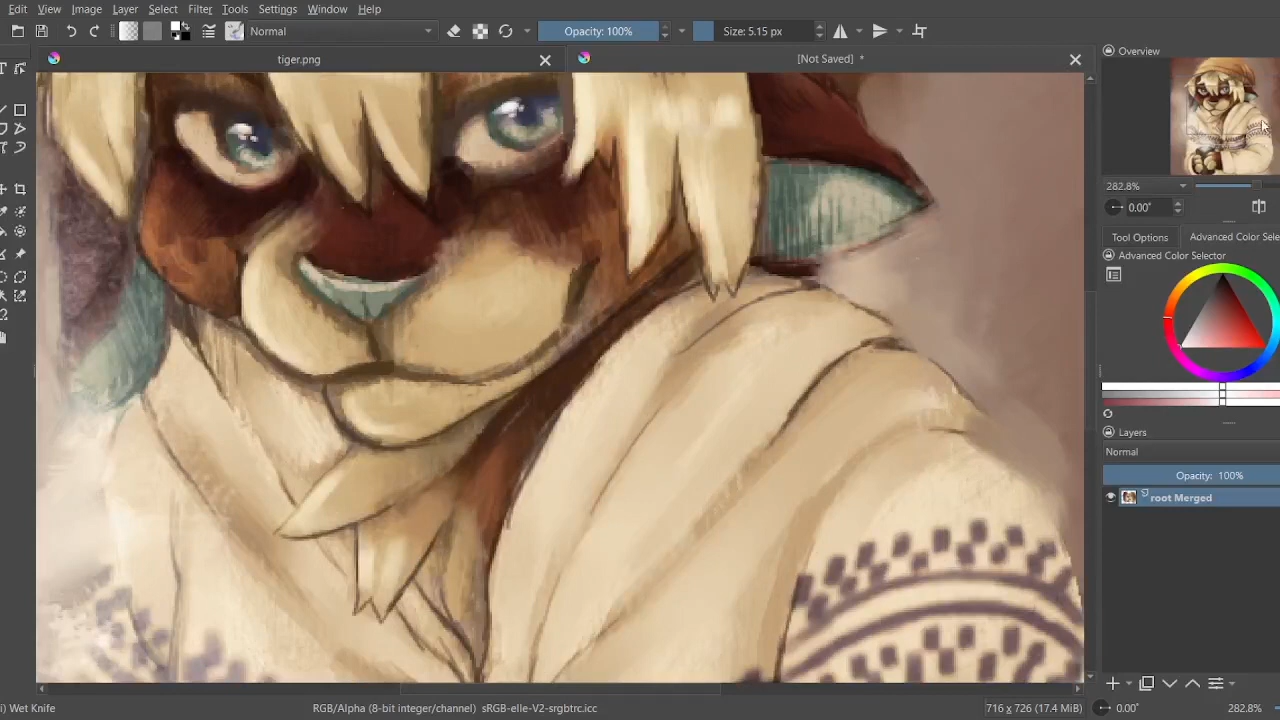 Edit View Image Layer Select Filter Tools Settings Window Help
Normal Opacity: 100% Size: 5.15 px
tiger.png [Not Saved] *
Overview
282.8%
0.00°
Tool Options Advanced Color Sele
Advanced Color Selector
Layers
Normal
Opacity: 100%
root Merged
i) Wet Knife RGB/Alpha (8-bit integer/channel) sRGB-elle-V2-srgbtrc.icc 716 x 726 (17.4 MiB) 0.00° 282.8%